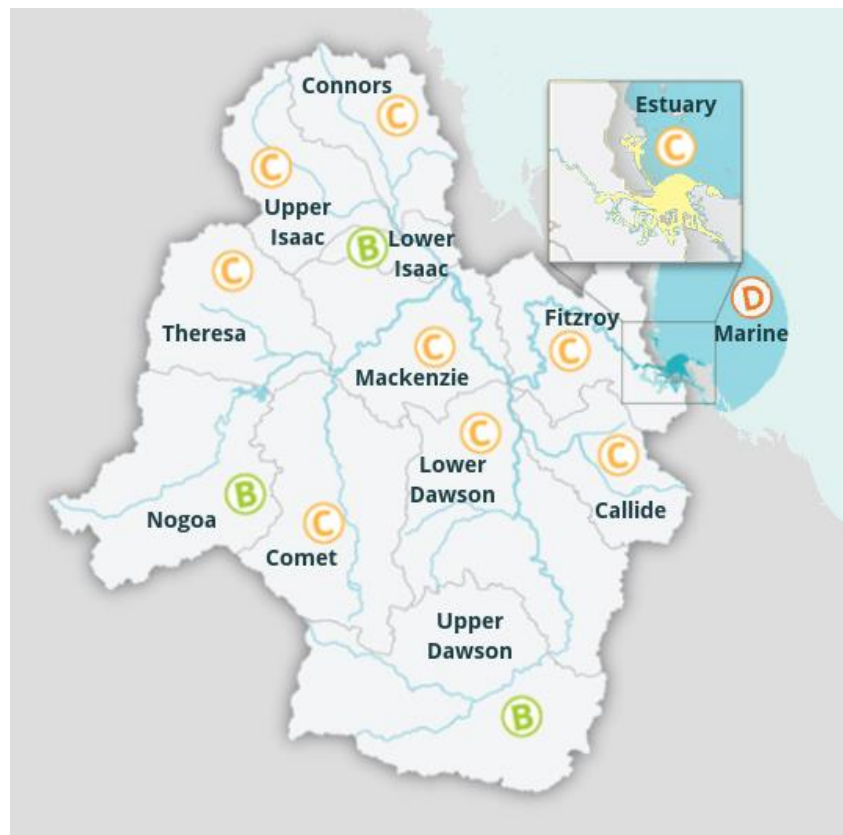 Connors
C
Estuary
C
C
Upper
Isaac
B
Lower
Isaac
C
Theresa
D
Marine
Fitzroy
C
C
Mackenzie
C
Lower
Dawson
C
Callide
B
Nogoa
C
Comet
Upper
Dawson
B